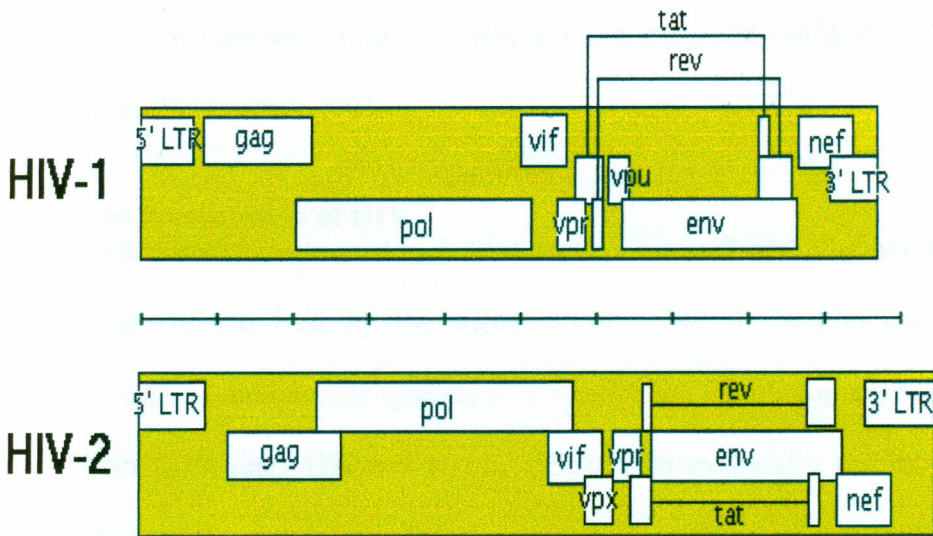 tat
rev
5' LTR gag vif nef
HIV-1 vpu 3' LTR
pol vpr env
5' LTR pol rev 3' LTR
HIV-2 gag vif vpr env
vpx nef
tat